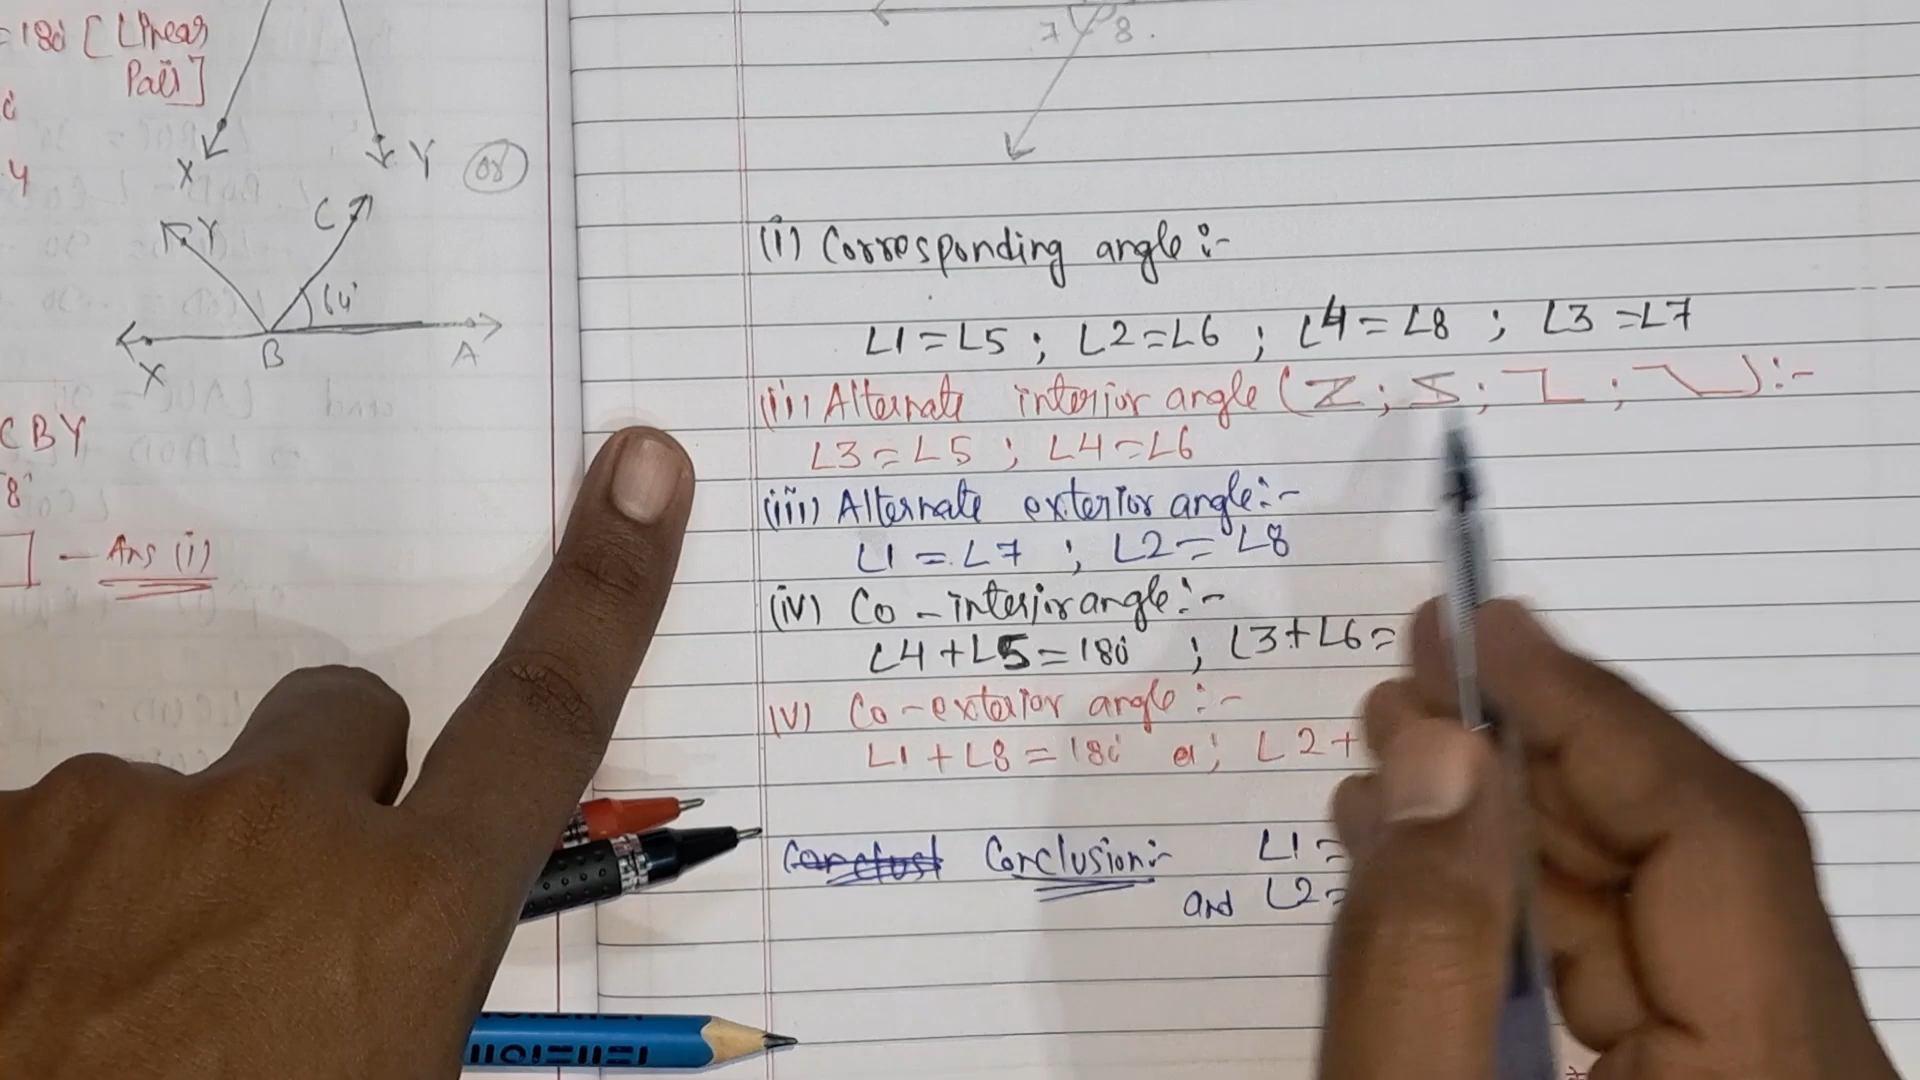 = 180 [Linear
Pair]
4
X
Y
or
C
Y
64°
B
X
A
CBY
8°
— Ans (i)
7 8.
(i) Corresponding angle :-
∠1 = ∠5 ; ∠2 = ∠6 ; ∠4 = ∠8 ; ∠3 = ∠7
(ii) Alternate interior angle ( Z ; S ; :-
∠3 = ∠5 ; ∠4 = ∠6
(iii) Alternate exterior angle :-
∠1 = ∠7 ; ∠2 = ∠8
(iv) Co-interior angle :-
∠4 + ∠5 = 180° ; ∠3 + ∠6 =
(v) Co-exterior angle :-
∠1 + ∠8 = 180° ; ∠2 +
Conclusion :- ∠1 =
and ∠2 =